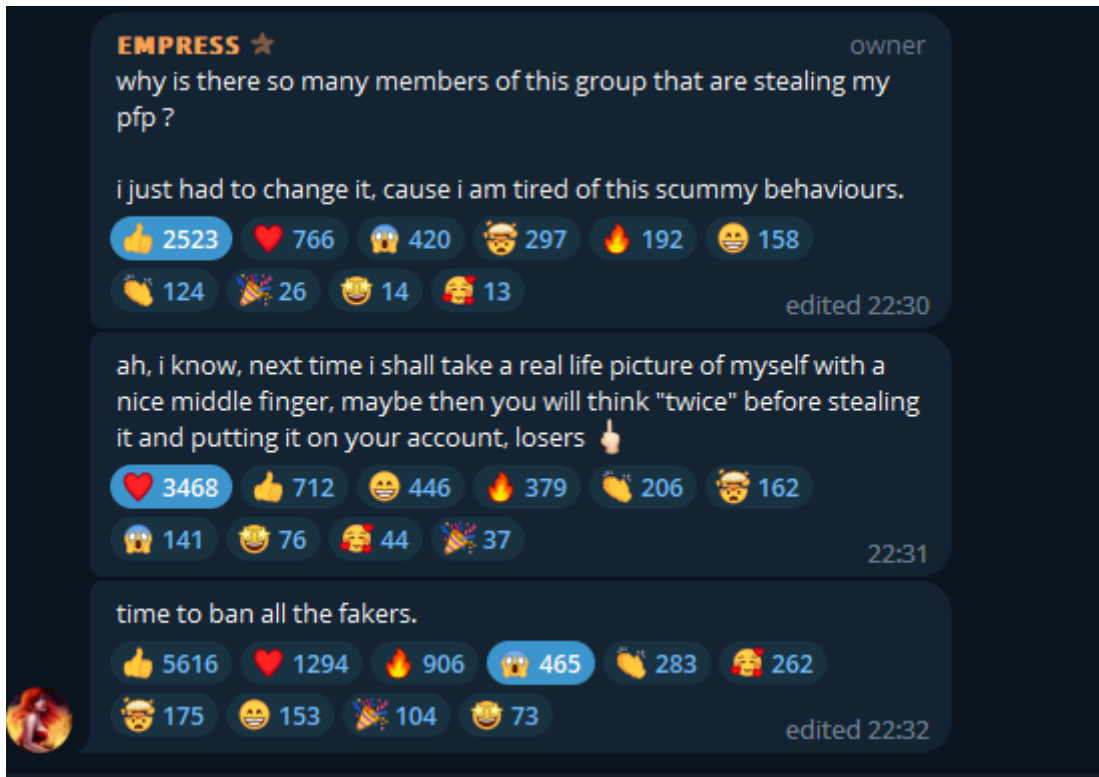 EMPRESS owner
why is there so many members of this group that are stealing my
pfp ?
i just had to change it, cause i am tired of this scummy behaviours.
2523 766 420 297 192 158
124 26 14 13 edited 22:30
ah, i know, next time i shall take a real life picture of myself with a
nice middle finger, maybe then you will think "twice" before stealing
it and putting it on your account, losers 🖕🏻
3468 712 446 379 206 162
141 76 44 37 22:31
time to ban all the fakers.
5616 1294 906 465 283 262
175 153 104 73 edited 22:32